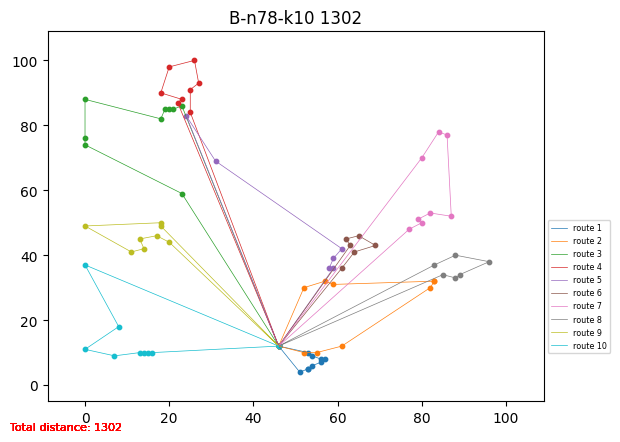 B-n78-k10 1302
100
80
60
40
20
0
0 20 40 60 80 100
route 1
route 2
route 3
route 4
route 5
route 6
route 7
route 8
route 9
route 10
Total distance: 1302